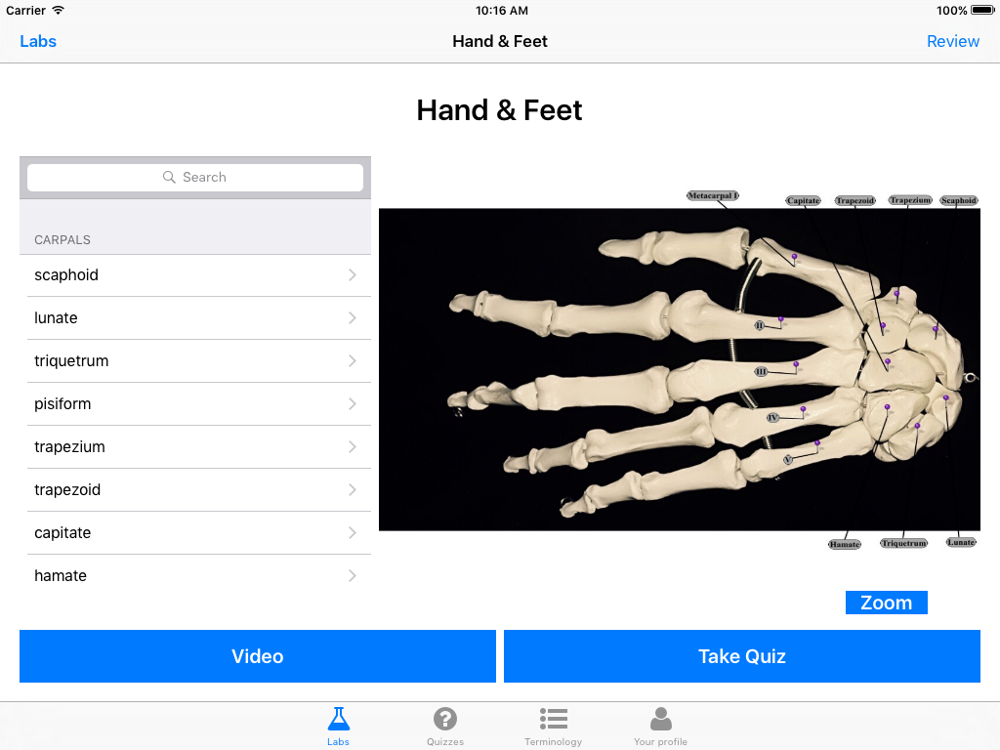 Carrier 10:16 AM 100%
Labs Hand & Feet Review
Hand & Feet
Search
CARPALS
scaphoid
lunate
triquetrum
pisiform
trapezium
trapezoid
capitate
hamate
Metacarpal I Capitate Trapezoid Trapezium Scaphoid
II
III
IV
V
Hamate Triquetrum Lunate
Zoom
Video Take Quiz
Labs Quizzes Terminology Your profile